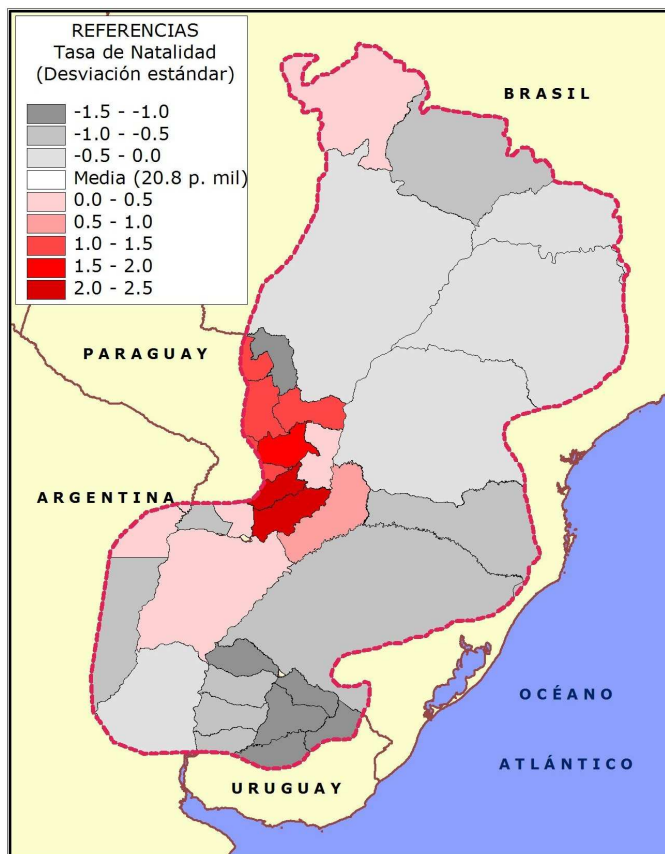 REFERENCIAS
Tasa de Natalidad
(Desviación estándar)
-1.5 - -1.0
-1.0 - -0.5
-0.5 - 0.0
Media (20.8 p. mil)
0.0 - 0.5
0.5 - 1.0
1.0 - 1.5
1.5 - 2.0
2.0 - 2.5
BRASIL
PARAGUAY
ARGENTINA
OCÉANO
ATLÁNTICO
URUGUAY